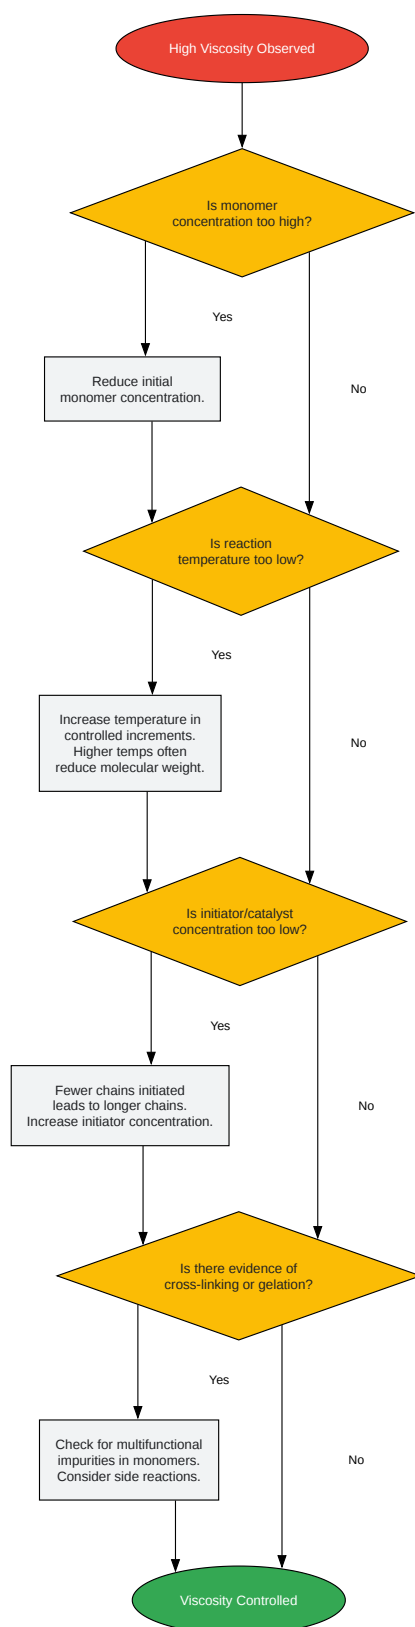 High Viscosity Observed
Is monomer
concentration too high?
Yes
Reduce initial
monomer concentration.
No
Is reaction
temperature too low?
Yes
Increase temperature in
controlled increments.
Higher temps often
reduce molecular weight.
No
Is initiator/catalyst
concentration too low?
Yes
Fewer chains initiated
leads to longer chains.
Increase initiator concentration.
No
Is there evidence of
cross-linking or gelation?
Yes
Check for multifunctional
impurities in monomers.
Consider side reactions.
No
Viscosity Controlled